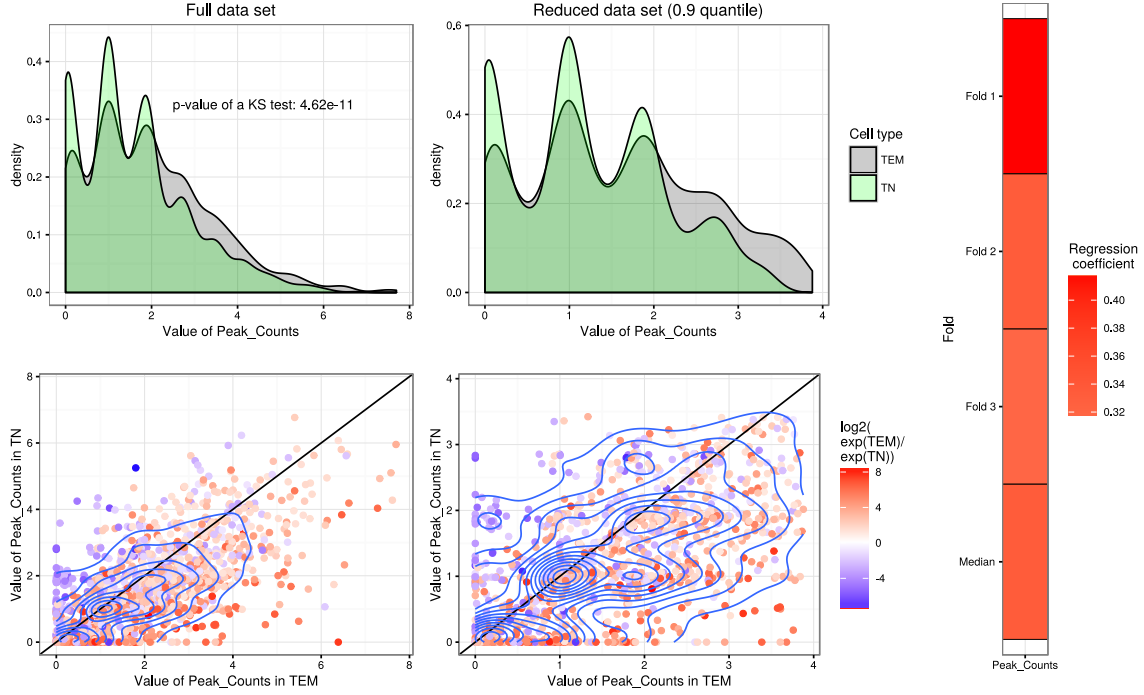 Full data set
Reduced data set (0.9 quantile)
density
0.4
0.3
0.2
0.1
0.0
p-value of a KS test: 4.62e-11
0 2 4 6 8
Value of Peak_Counts
density
0.6
0.4
0.2
0.0
0 1 2 3 4
Value of Peak_Counts
Cell type
TEM
TN
Value of Peak_Counts in TN
8
6
4
2
0
0 2 4 6 8
Value of Peak_Counts in TEM
Value of Peak_Counts in TN
4
3
2
1
0
0 1 2 3 4
Value of Peak_Counts in TEM
log2(
exp(TEM)/
exp(TN))
8
4
0
-4
Fold
Fold 1
Fold 2
Fold 3
Median
Peak_Counts
Regression
coefficient
0.40
0.38
0.36
0.34
0.32